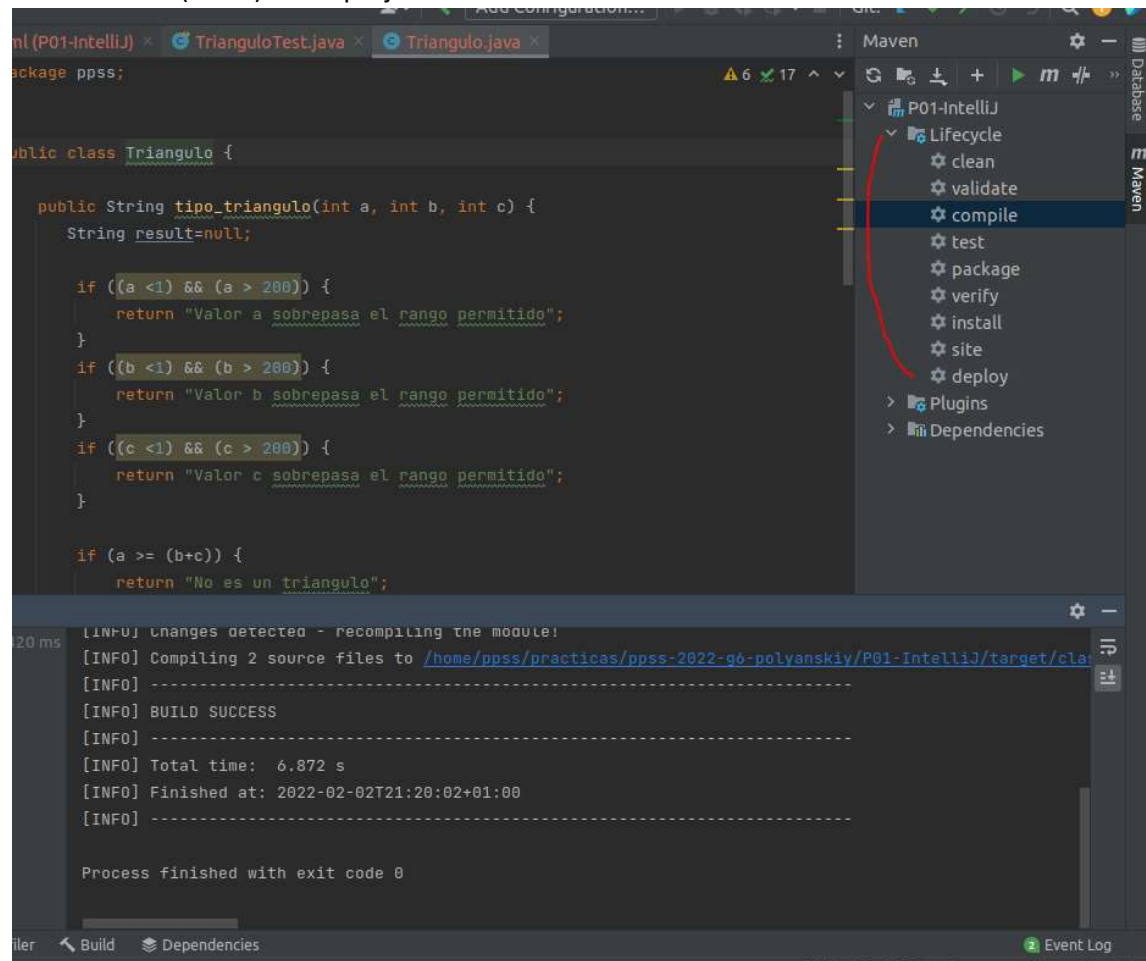 Add Configuration...
Git:
ml (P01-IntelliJ)
TrianguloTest.java
Triangulo.java
Maven
ackage ppss;
6 17
ublic class Triangulo {
public String tipo_triangulo(int a, int b, int c) {
String result=null;
if ((a <1) && (a > 200)) {
return "Valor a sobrepasa el rango permitido";
}
if ((b <1) && (b > 200)) {
return "Valor b sobrepasa el rango permitido";
}
if ((c <1) && (c > 200)) {
return "Valor c sobrepasa el rango permitido";
}
if (a >= (b+c)) {
return "No es un triangulo";
P01-IntelliJ
Lifecycle
clean
validate
compile
test
package
verify
install
site
deploy
Plugins
Dependencies
Database
m Maven
420 ms
[INFO] Changes detected - recompiling the module!
[INFO] Compiling 2 source files to /home/ppss/practicas/ppss-2022-g6-polyanskiy/P01-IntelliJ/target/clas
[INFO] ------------------------------------------------------------------------
[INFO] BUILD SUCCESS
[INFO] ------------------------------------------------------------------------
[INFO] Total time:  6.872 s
[INFO] Finished at: 2022-02-02T21:20:02+01:00
[INFO] ------------------------------------------------------------------------
Process finished with exit code 0
filer
Build
Dependencies
2 Event Log